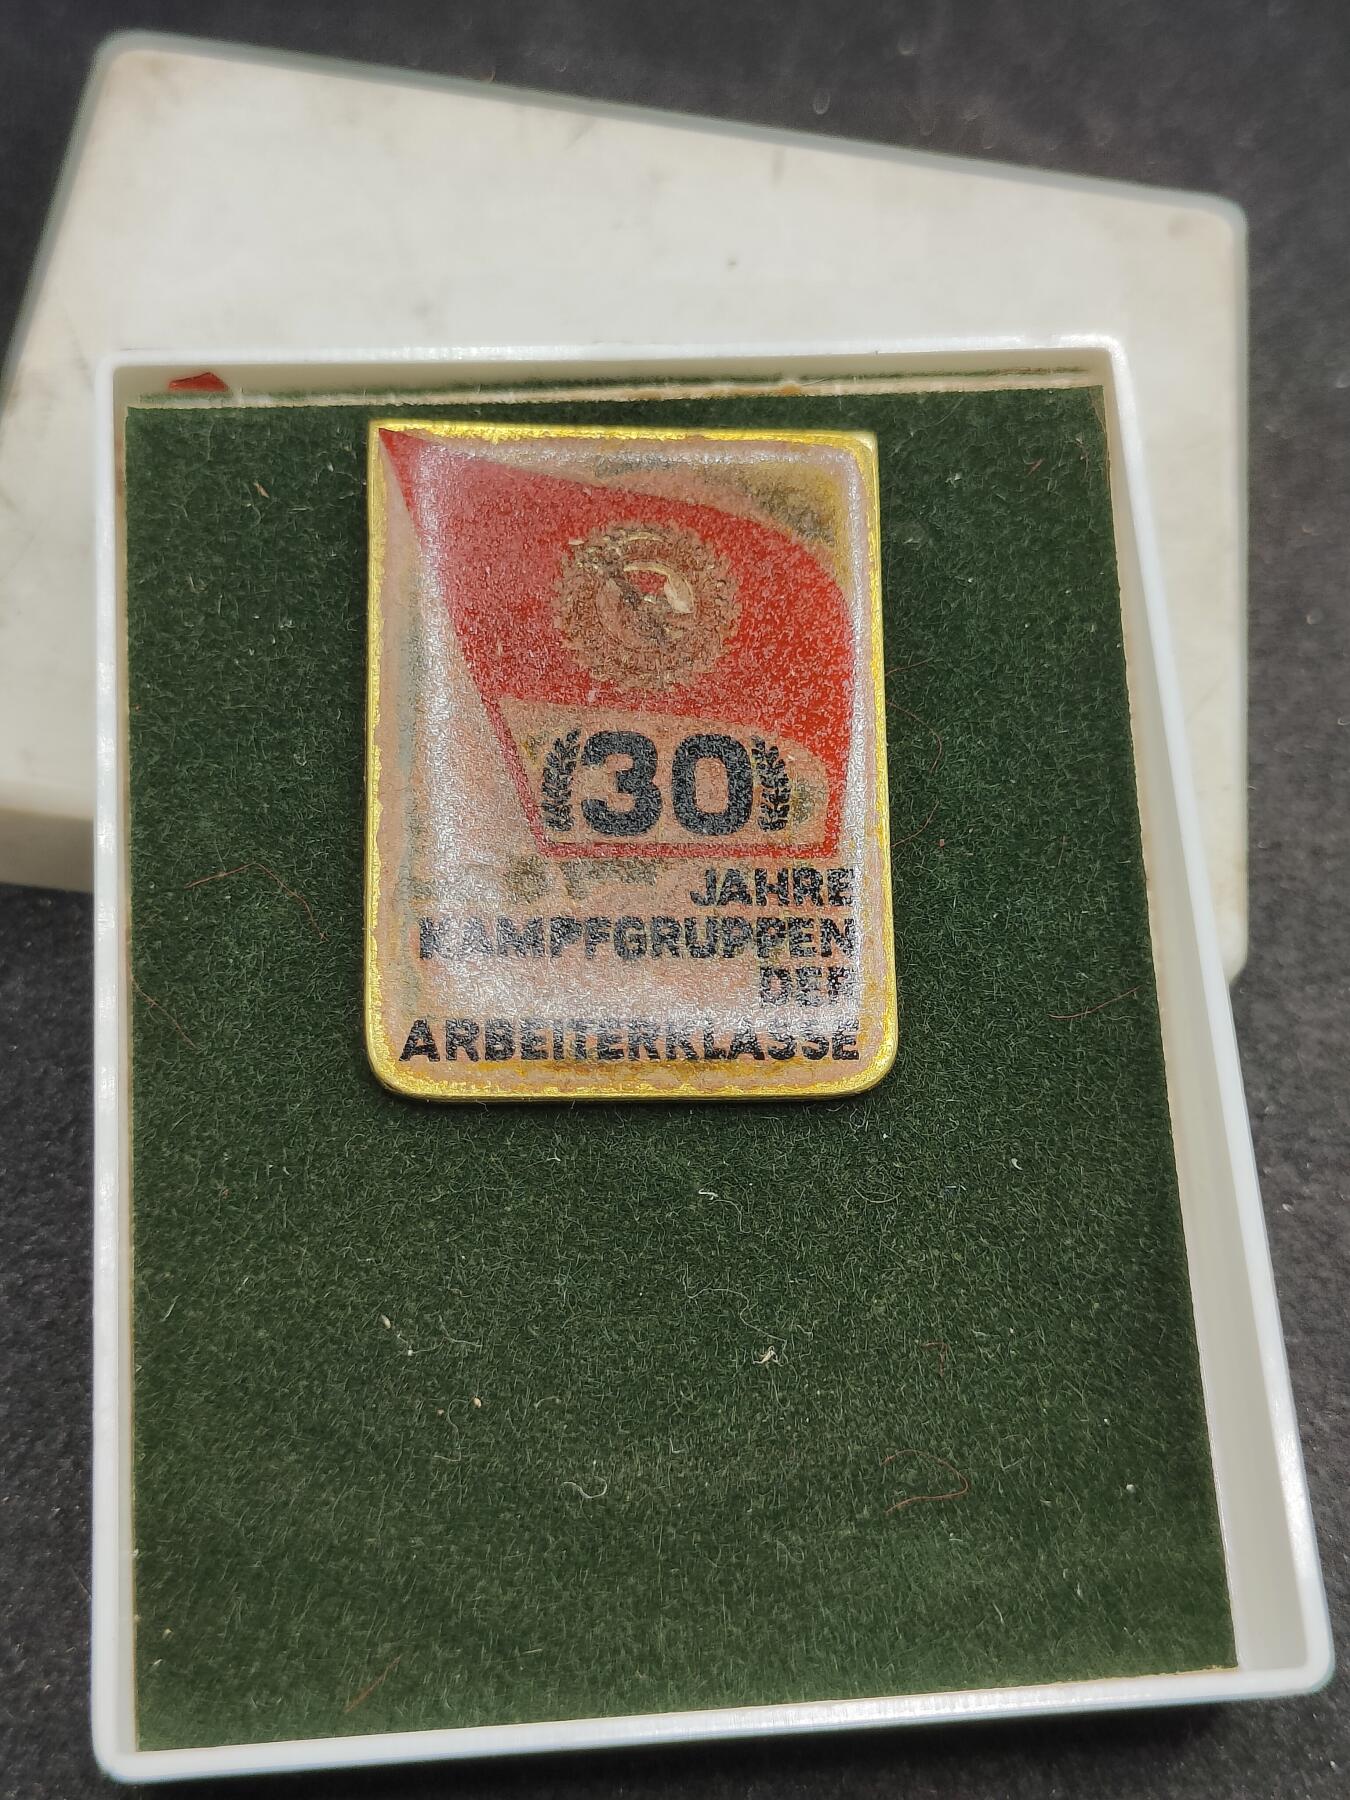 30
JAHRE
KAMPFGRUPPEN
DER
ARBEITERKLASSE